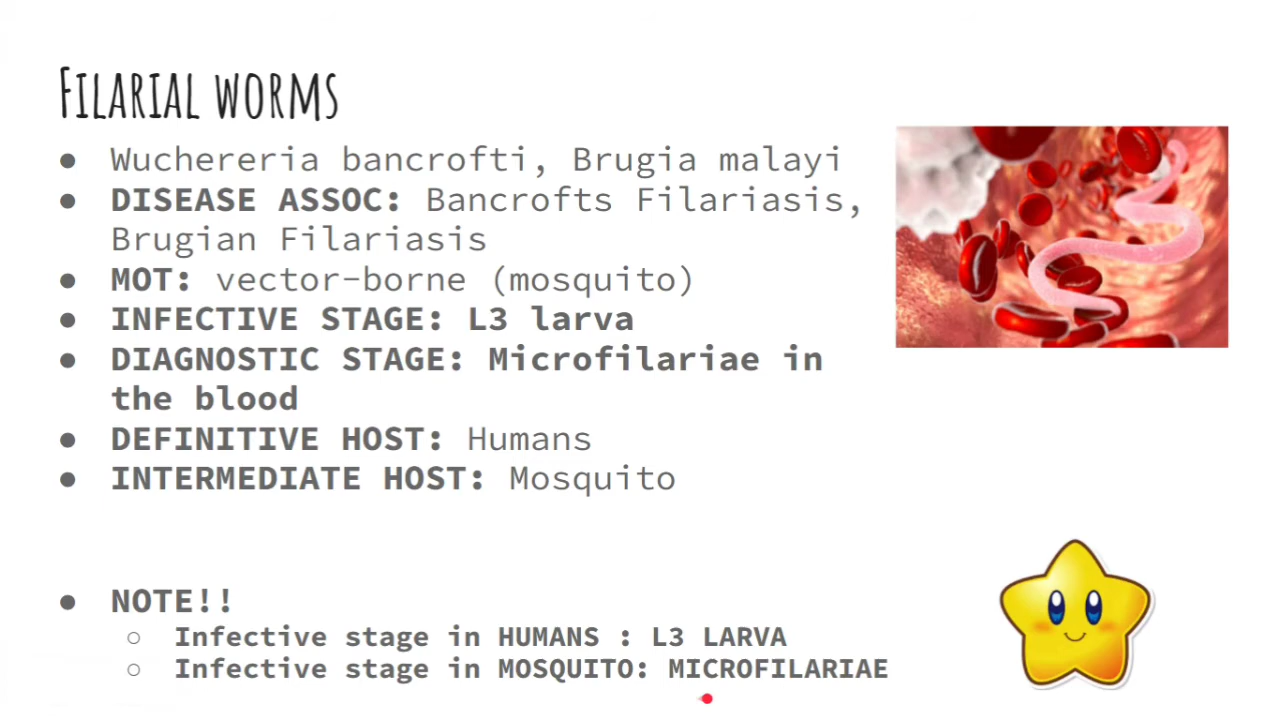 Filarial worms
● Wuchereria bancrofti, Brugia malayi
● DISEASE ASSOC: Bancrofts Filariasis,
Brugian Filariasis
● MOT: vector-borne (mosquito)
● INFECTIVE STAGE: L3 larva
● DIAGNOSTIC STAGE: Microfilariae in
the blood
● DEFINITIVE HOST: Humans
● INTERMEDIATE HOST: Mosquito
● NOTE!!
○ Infective stage in HUMANS : L3 LARVA
○ Infective stage in MOSQUITO: MICROFILARIAE